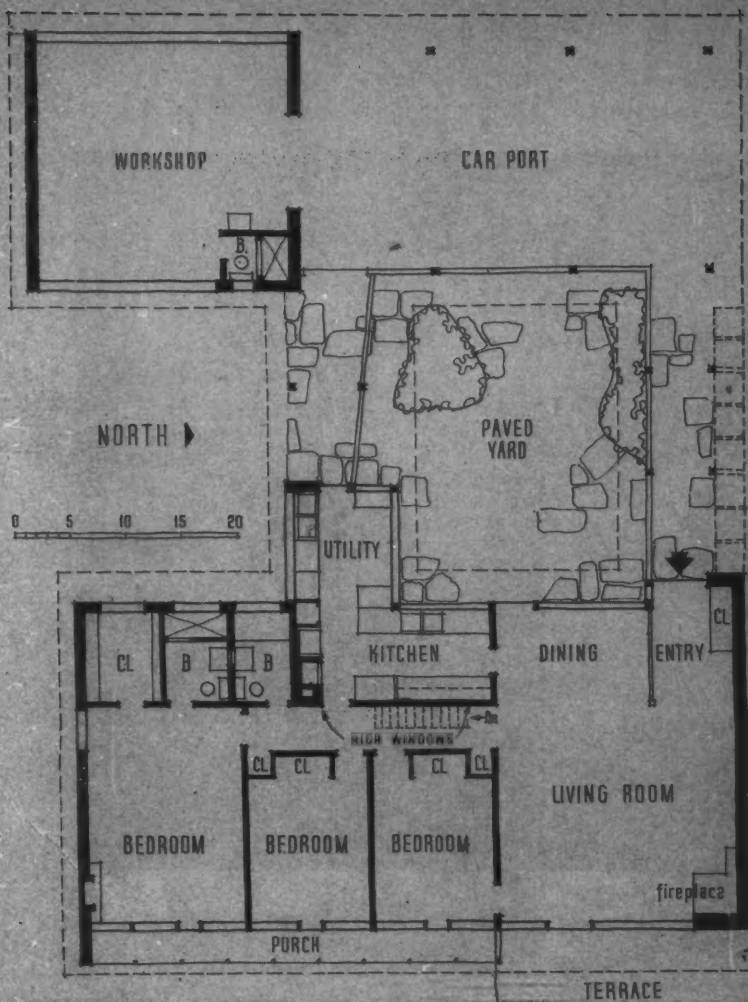 WORKSHOP
CAR PORT
B.
NORTH
PAVED
YARD
0 5 10 15 20
UTILITY
CL
CL
B
B
KITCHEN
DINING
ENTRY
Dn
HIGH WINDOWS
CL
CL
CL
CL
LIVING ROOM
BEDROOM
BEDROOM
BEDROOM
fireplace
PORCH
TERRACE